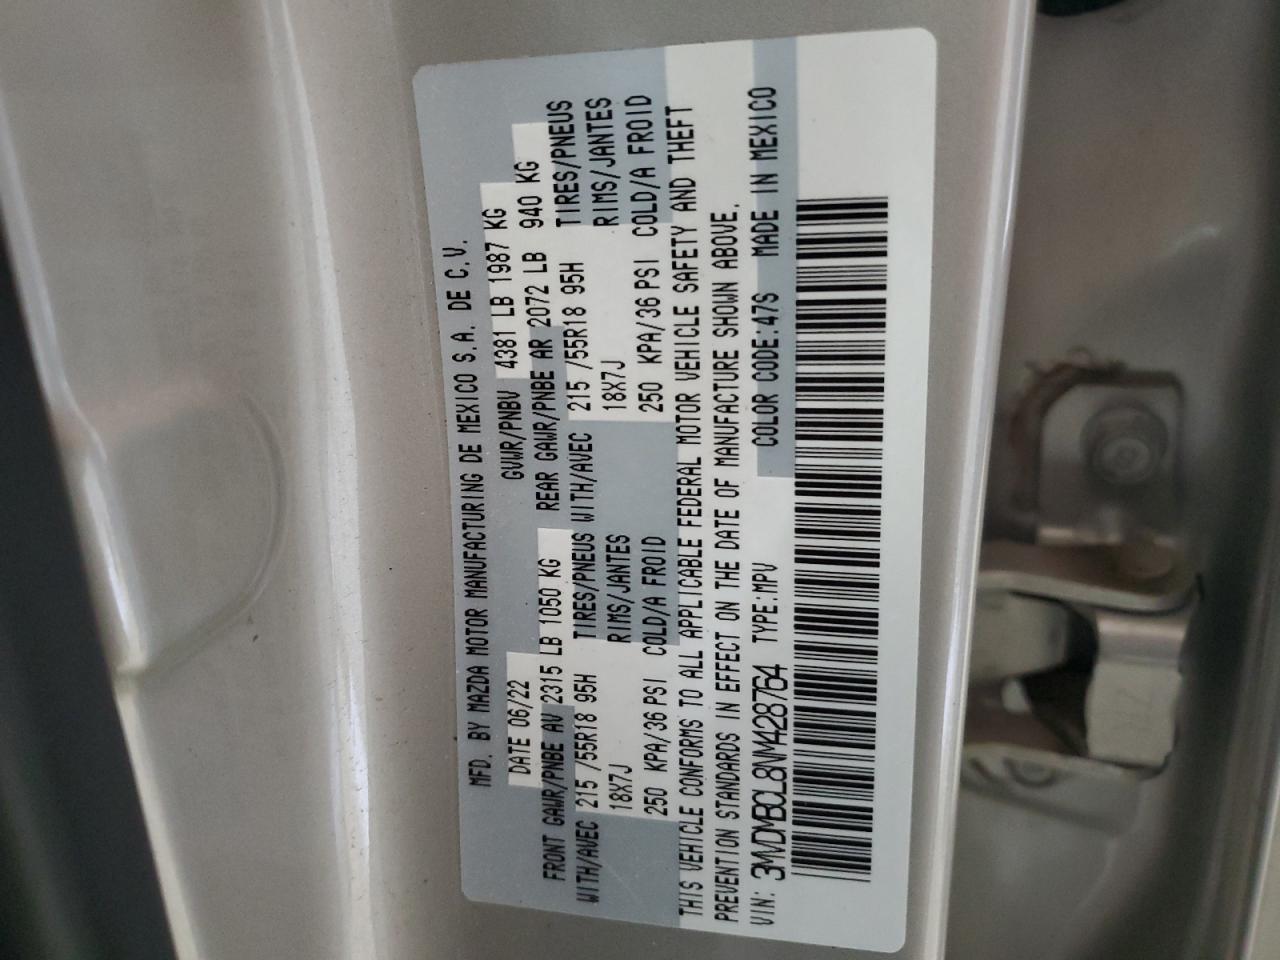 MFD. BY MAZDA MOTOR MANUFACTURING DE MEXICO S.A. DE C.V.
DATE 06/22 GVWR/PNBV 4381 LB 1987 KG
FRONT GAWR/PNBE AV 2315 LB 1050 KG REAR GAWR/PNBE AR 2072 LB 940 KG
WITH/AVEC 215 /55R18 95H TIRES/PNEUS WITH/AVEC 215 /55R18 95H TIRES/PNEUS
18X7J RIMS/JANTES 18X7J RIMS/JANTES
250 KPA/36 PSI COLD/A FROID 250 KPA/36 PSI COLD/A FROID
THIS VEHICLE CONFORMS TO ALL APPLICABLE FEDERAL MOTOR VEHICLE SAFETY AND THEFT
PREVENTION STANDARDS IN EFFECT ON THE DATE OF MANUFACTURE SHOWN ABOVE.
VIN: 3MVDMBCL8NM428764 TYPE:MPV COLOR CODE:47S MADE IN MEXICO